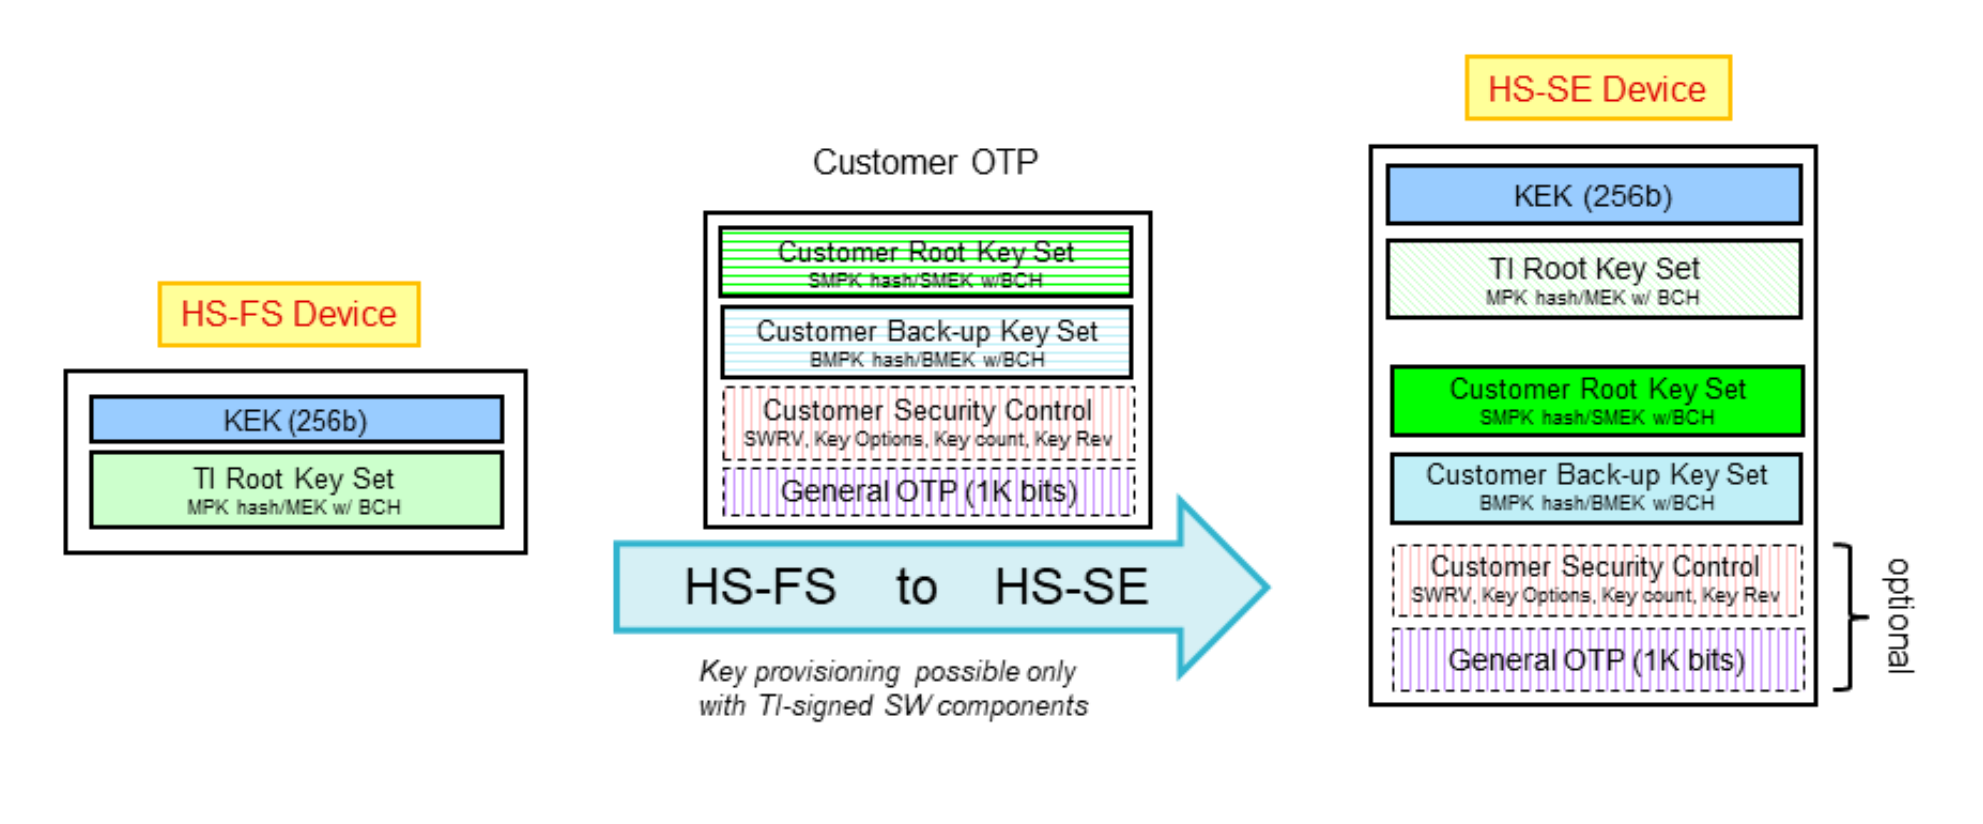 HS-FS Device
KEK (256b)
TI Root Key Set
MPK hash/MEK w/ BCH
Customer OTP
Customer Root Key Set
SMPK hash/SMEK w/BCH
Customer Back-up Key Set
BMPK hash/BMEK w/BCH
Customer Security Control
SWRV, Key Options, Key count, Key Rev
General OTP (1K bits)
HS-FS to HS-SE
Key provisioning possible only
with TI-signed SW components
HS-SE Device
KEK (256b)
TI Root Key Set
MPK hash/MEK w/ BCH
Customer Root Key Set
SMPK hash/SMEK w/BCH
Customer Back-up Key Set
BMPK hash/BMEK w/BCH
Customer Security Control
SWRV, Key Options, Key count, Key Rev
General OTP (1K bits)
optional